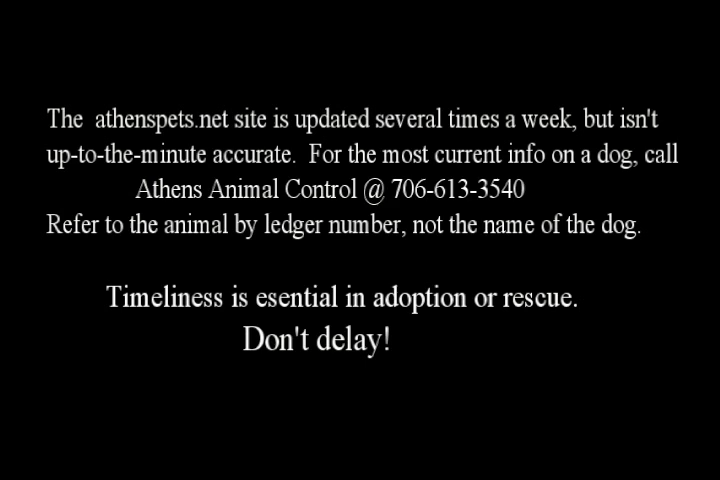 The athenspets.net site is updated several times a week, but isn't
up-to-the-minute accurate. For the most current info on a dog, call
Athens Animal Control @ 706-613-3540
Refer to the animal by ledger number, not the name of the dog.
Timeliness is esential in adoption or rescue.
Don't delay!